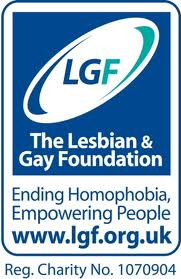 LGF
The Lesbian &
Gay Foundation
Ending Homophobia,
Empowering People
www.lgf.org.uk
Reg. Charity No. 1070904